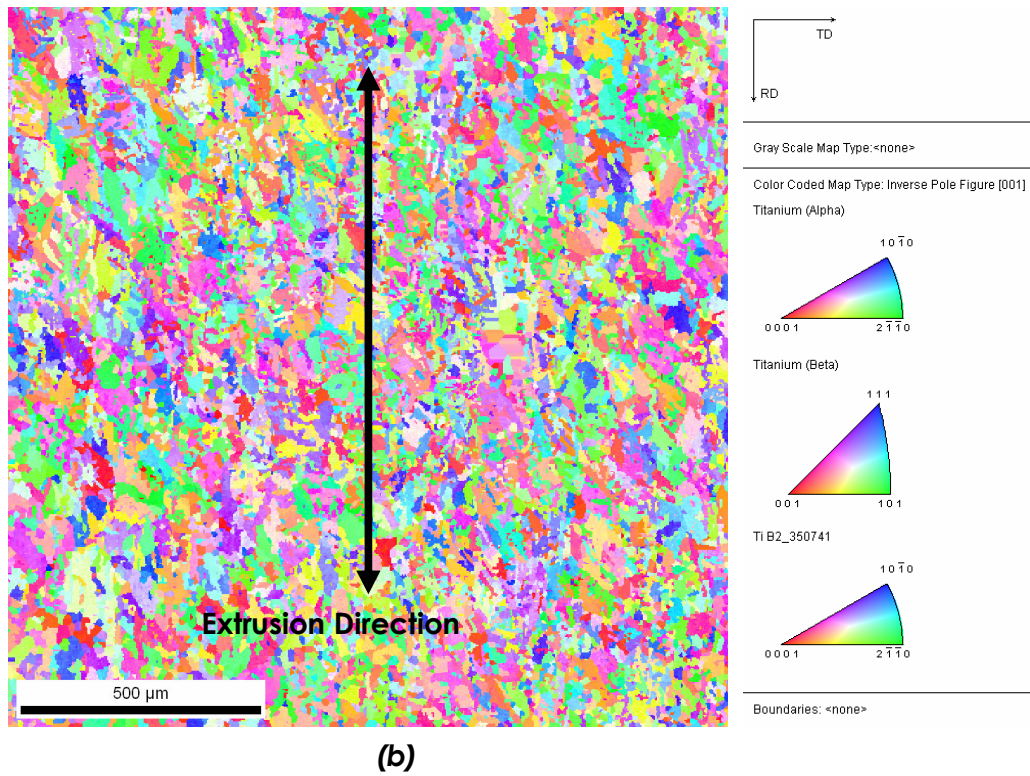 Extrusion Direction
500 µm
(b)
TD
RD
Gray Scale Map Type:<none>
Color Coded Map Type: Inverse Pole Figure [001]
Titanium (Alpha)
1 0 1̅ 0
0 0 0 1 2 1̅ 1̅ 0
Titanium (Beta)
1 1 1
0 0 1 1 0 1
Ti B2_350741
1 0 1̅ 0
0 0 0 1 2 1̅ 1̅ 0
Boundaries: <none>